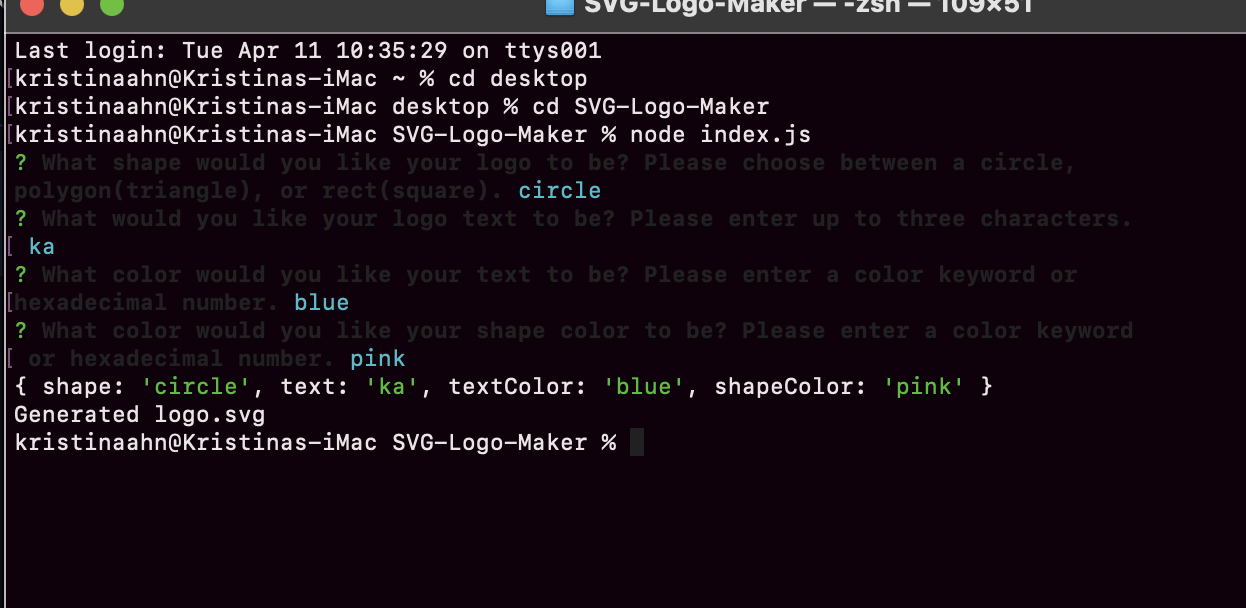 SVG-Logo-Maker — -zsh — 109×51
Last login: Tue Apr 11 10:35:29 on ttys001
[kristinaahn@Kristinas-iMac ~ % cd desktop
[kristinaahn@Kristinas-iMac desktop % cd SVG-Logo-Maker
[kristinaahn@Kristinas-iMac SVG-Logo-Maker % node index.js
? What shape would you like your logo to be? Please choose between a circle,
polygon(triangle), or rect(square). circle
? What would you like your logo text to be? Please enter up to three characters.
[ ka
? What color would you like your text to be? Please enter a color keyword or
[hexadecimal number. blue
? What color would you like your shape color to be? Please enter a color keyword
[ or hexadecimal number. pink
{ shape: 'circle', text: 'ka', textColor: 'blue', shapeColor: 'pink' }
Generated logo.svg
kristinaahn@Kristinas-iMac SVG-Logo-Maker %